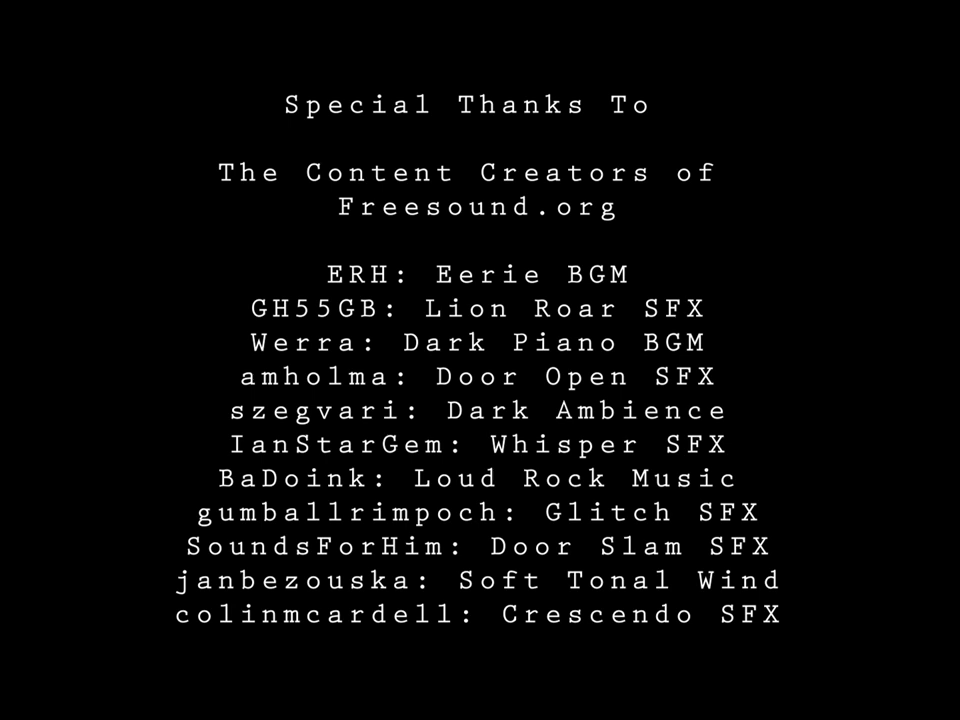 Special Thanks To
The Content Creators of
Freesound.org
ERH: Eerie BGM
GH55GB: Lion Roar SFX
Werra: Dark Piano BGM
amholma: Door Open SFX
szegvari: Dark Ambience
IanStarGem: Whisper SFX
BaDoink: Loud Rock Music
gumballrimpoch: Glitch SFX
SoundsForHim: Door Slam SFX
janbezouska: Soft Tonal Wind
colinmcardell: Crescendo SFX